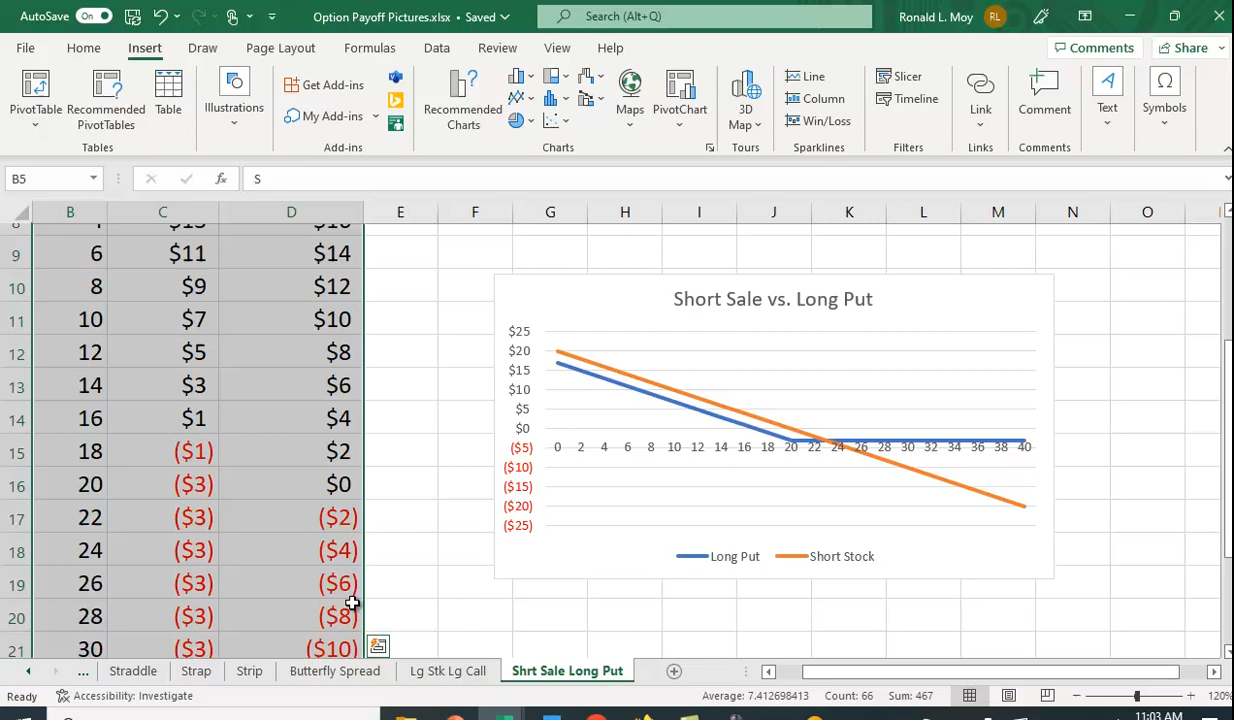 AutoSave On Option Payoff Pictures.xlsx • Saved Search (Alt+Q) Ronald L. Moy RL
File Home Insert Draw Page Layout Formulas Data Review View Help Comments Share
PivotTable Recommended PivotTables Table Illustrations Get Add-ins My Add-ins Recommended Charts Maps PivotChart 3D Map Line Column Win/Loss Slicer Timeline Link Comment Text Symbols
Tables Add-ins Charts Tours Sparklines Filters Links Comments
B5 fx S
B C D E F G H I J K L M N O
9 6 $11 $14
10 8 $9 $12
11 10 $7 $10
12 12 $5 $8
13 14 $3 $6
14 16 $1 $4
15 18 ($1) $2
16 20 ($3) $0
17 22 ($3) ($2)
18 24 ($3) ($4)
19 26 ($3) ($6)
20 28 ($3) ($8)
21 30 ($3) ($10)
Short Sale vs. Long Put
$25
$20
$15
$10
$5
$0
($5) 0 2 4 6 8 10 12 14 16 18 20 22 24 26 28 30 32 34 36 38 40
($10)
($15)
($20)
($25)
Long Put Short Stock
... Straddle Strap Strip Butterfly Spread Lg Stk Lg Call Shrt Sale Long Put
Ready Accessibility: Investigate Average: 7.412698413 Count: 66 Sum: 467 120%
11:03 AM